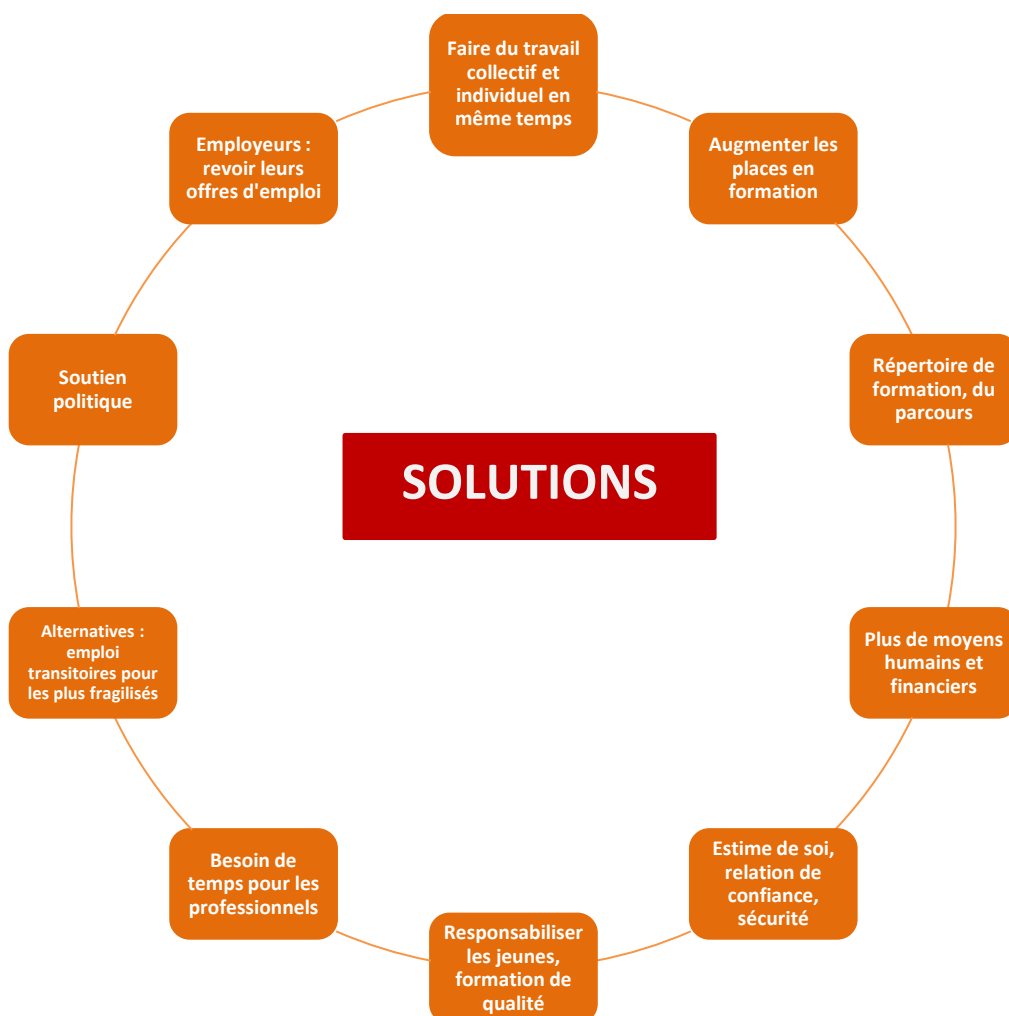 Faire du travail
collectif et
individuel en
même temps
Augmenter les
places en
formation
Répertoire de
formation, du
parcours
Plus de moyens
humains et
financiers
Estime de soi,
relation de
confiance,
sécurité
Responsabiliser
les jeunes,
formation de
qualité
Besoin de
temps pour les
professionnels
Alternatives :
emploi
transitoires pour
les plus fragilisés
Soutien
politique
Employeurs :
revoir leurs
offres d'emploi
SOLUTIONS